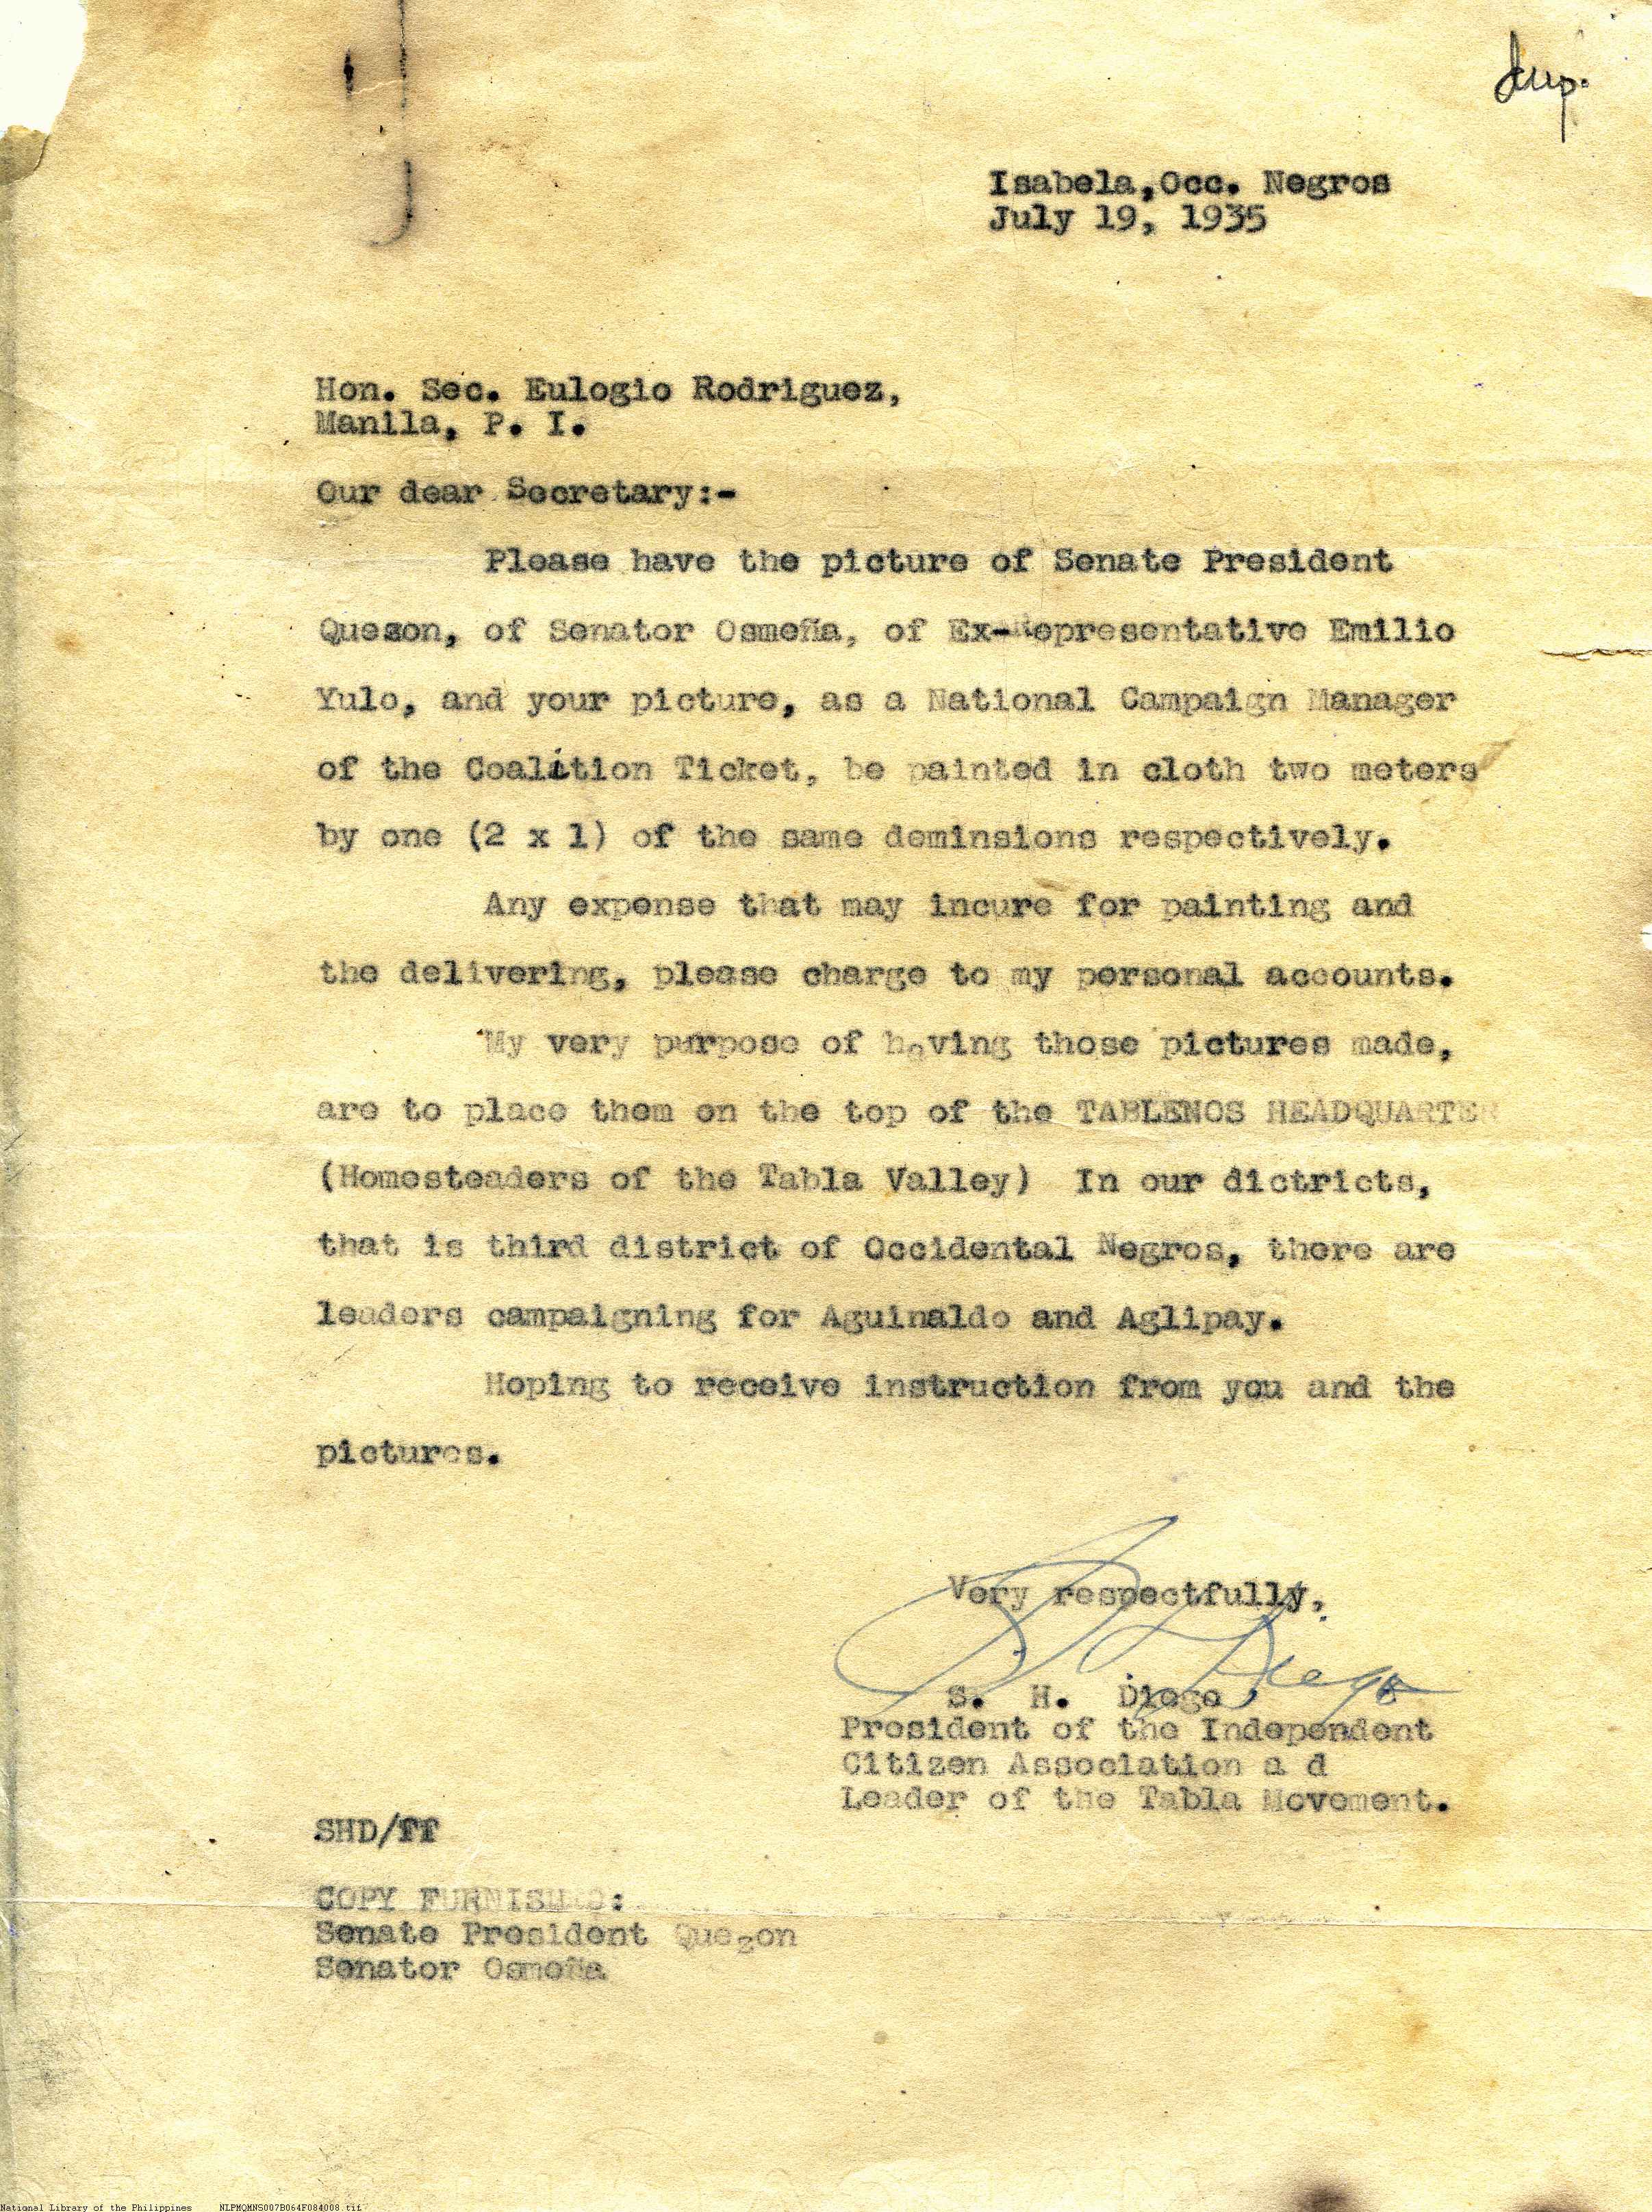 dup.
Isabela,Occ. Negros
July 19, 1935
Hon. Sec. Eulogio Rodriguez,
Manila, P. I.
Our dear Secretary:-
Please have the picture of Senate President
Quezon, of Senator Osmeña, of Ex-Representative Emilio
Yulo, and your picture, as a National Campaign Manager
of the Coalition Ticket, be painted in cloth two meters
by one (2 x 1) of the same deminsions respectively.
Any expense that may incure for painting and
the delivering, please charge to my personal accounts.
My very purpose of having those pictures made,
are to place them on the top of the TABLENOS HEADQUARTER
(Homesteaders of the Tabla Valley) In our dictricts,
that is third district of Occidental Negros, there are
leaders campaigning for Aguinaldo and Aglipay.
Hoping to receive instruction from you and the
pictures.
Very respectfully,
S. H. Diego
President of the Independent
Citizen Association a d
Leader of the Tabla Movement.
SHD/ff
COPY FURNISHED:
Senate President Quezon
Senator Osmeña
National Library of the Philippines NLPMQMNS007B064F084008.tif